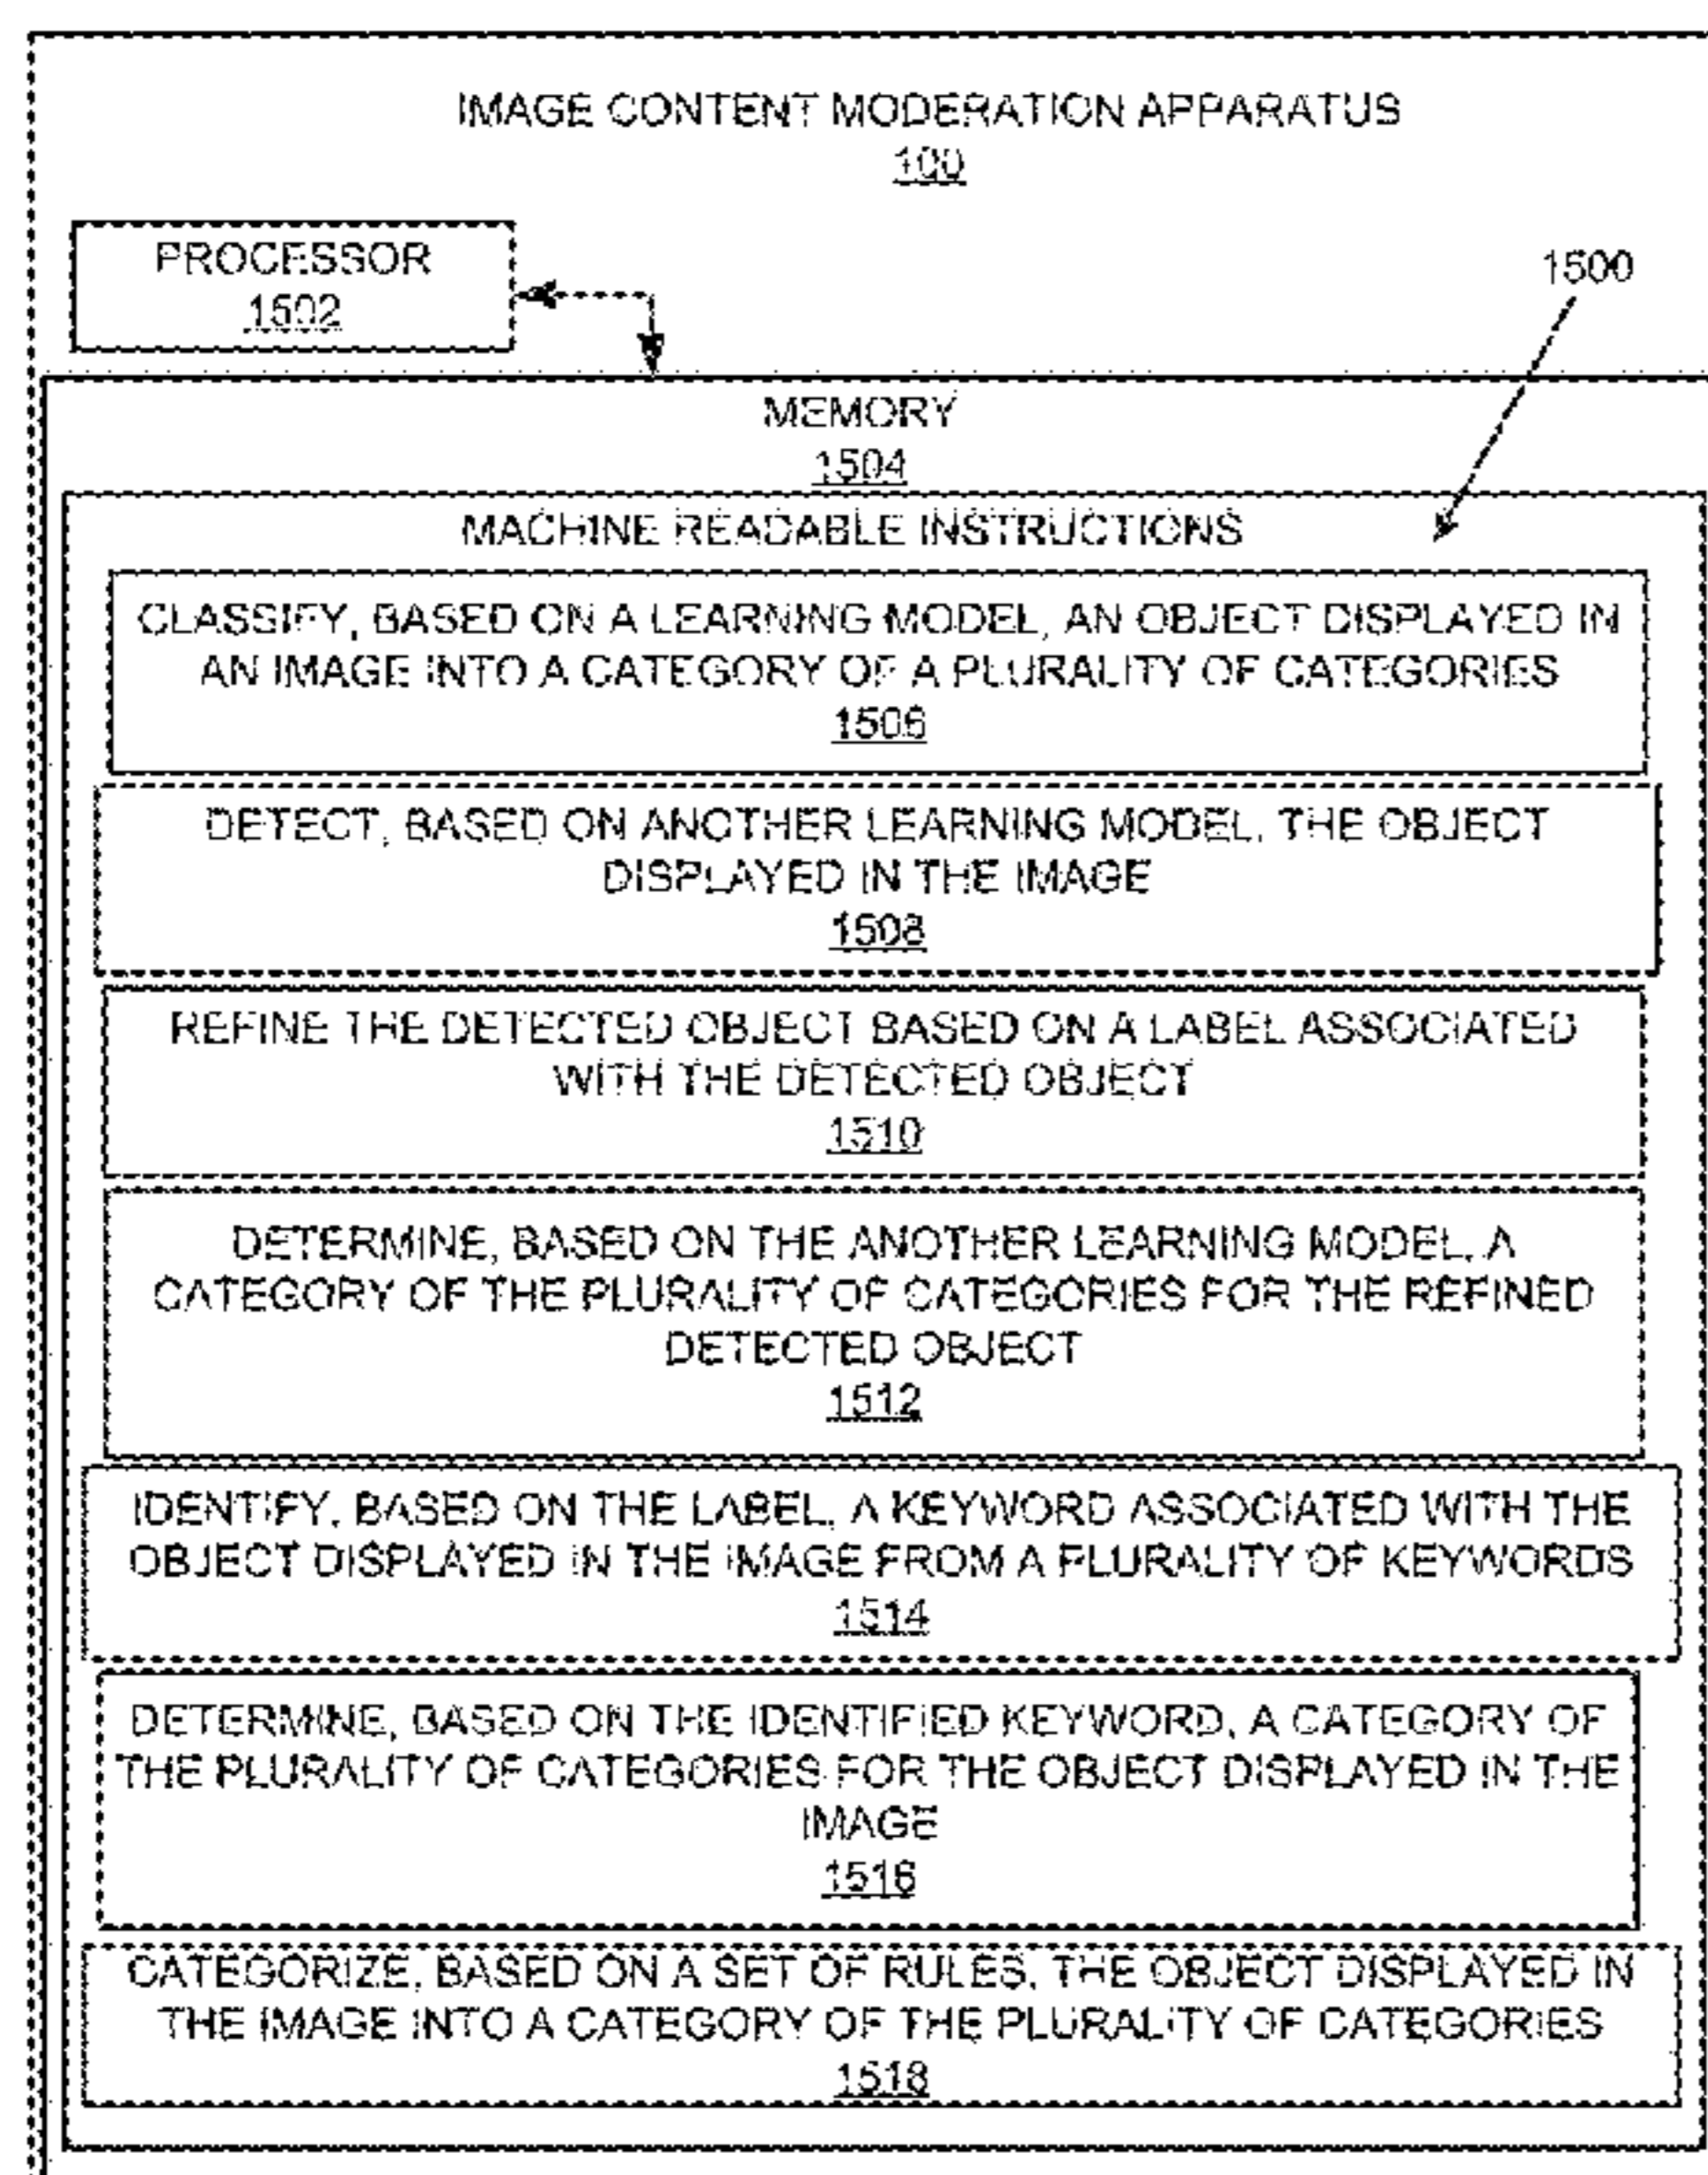 IMAGE CONTENT MODERATION APPARATUS
100
PROCESSOR
1502
1500
MEMORY
1504
MACHINE READABLE INSTRUCTIONS
CLASSIFY, BASED ON A LEARNING MODEL, AN OBJECT DISPLAYED IN
AN IMAGE INTO A CATEGORY OF A PLURALITY OF CATEGORIES
1506
DETECT, BASED ON ANOTHER LEARNING MODEL, THE OBJECT
DISPLAYED IN THE IMAGE
1508
REFINE THE DETECTED OBJECT BASED ON A LABEL ASSOCIATED
WITH THE DETECTED OBJECT
1510
DETERMINE, BASED ON THE ANOTHER LEARNING MODEL, A
CATEGORY OF THE PLURALITY OF CATEGORIES FOR THE REFINED
DETECTED OBJECT
1512
IDENTIFY, BASED ON THE LABEL, A KEYWORD ASSOCIATED WITH THE
OBJECT DISPLAYED IN THE IMAGE FROM A PLURALITY OF KEYWORDS
1514
DETERMINE, BASED ON THE IDENTIFIED KEYWORD, A CATEGORY OF
THE PLURALITY OF CATEGORIES FOR THE OBJECT DISPLAYED IN THE
IMAGE
1516
CATEGORIZE, BASED ON A SET OF RULES, THE OBJECT DISPLAYED IN
THE IMAGE INTO A CATEGORY OF THE PLURALITY OF CATEGORIES
1518